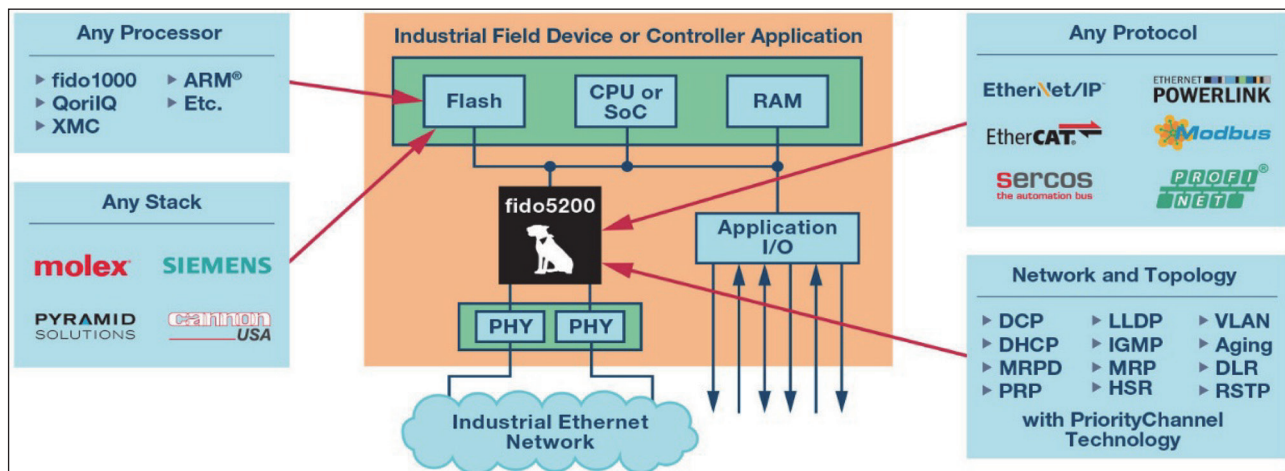 Any Processor
fido1000
QorilQ
XMC
ARM®
Etc.
Any Stack
molex®
SIEMENS
PYRAMID
SOLUTIONS
cannon
USA
Industrial Field Device or Controller Application
Flash
CPU or
SoC
RAM
fido5200
Application
I/O
PHY
PHY
Industrial Ethernet
Network
Any Protocol
EtherNet/IP™
ETHERNET
POWERLINK
EtherCAT®
Modbus
sercos
the automation bus
PROFI®
NET
Network and Topology
DCP
DHCP
MRPD
PRP
LLDP
IGMP
MRP
HSR
VLAN
Aging
DLR
RSTP
with PriorityChannel
Technology